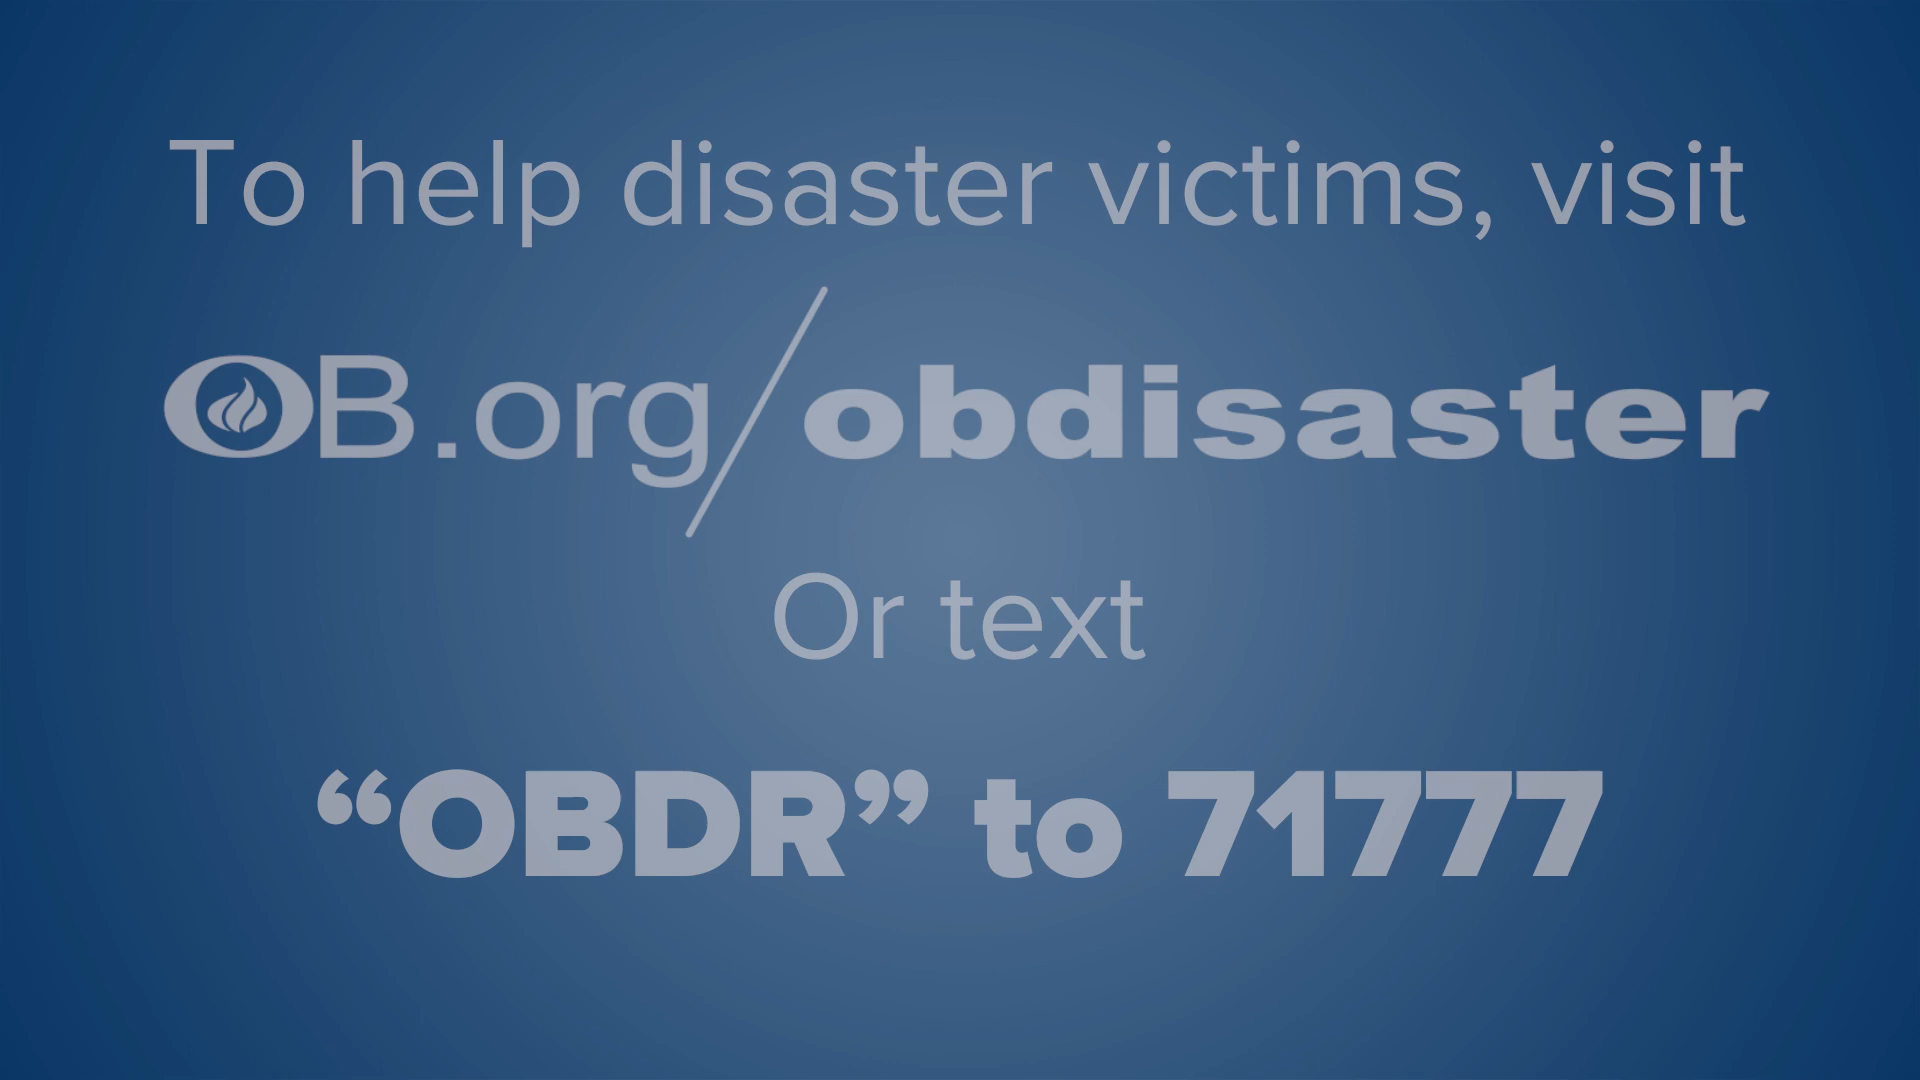 To help disaster victims, visit
OB.org/obdisaster
Or text
“OBDR” to 71777